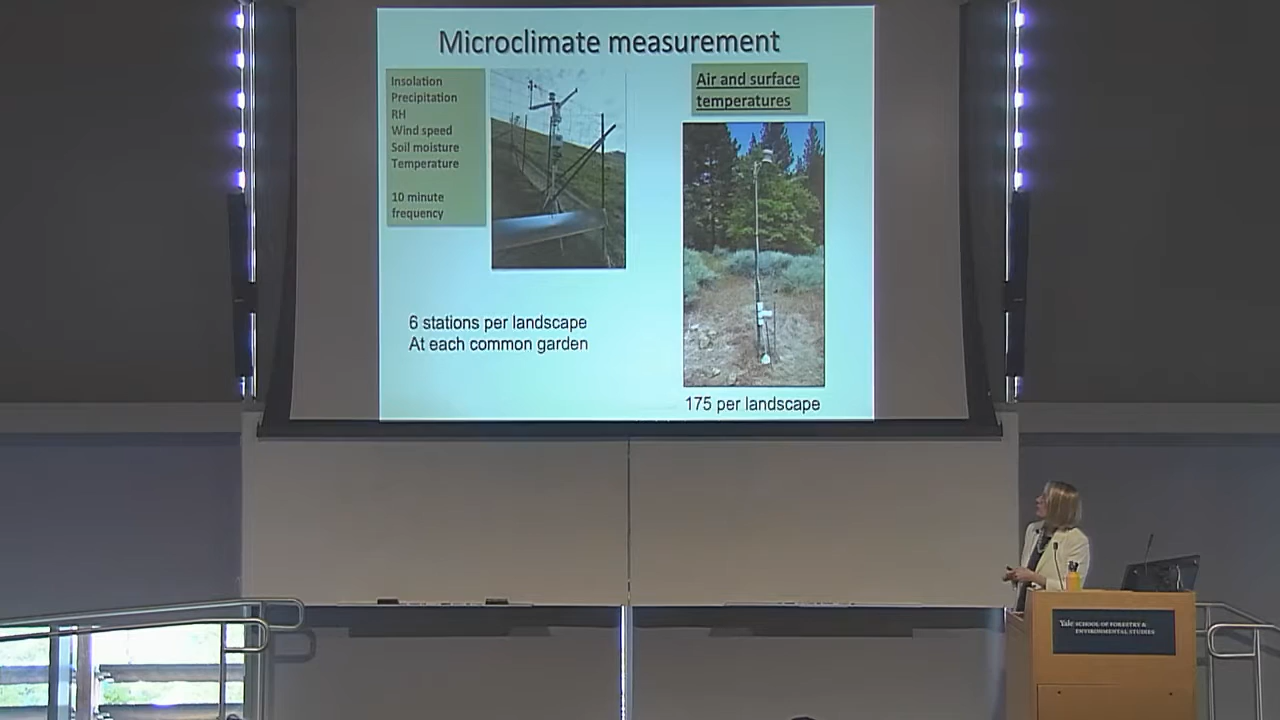 Microclimate measurement
Insolation
Precipitation
RH
Wind speed
Soil moisture
Temperature
10 minute
frequency
Air and surface
temperatures
6 stations per landscape
At each common garden
175 per landscape
Yale SCHOOL OF FORESTRY &
ENVIRONMENTAL STUDIES